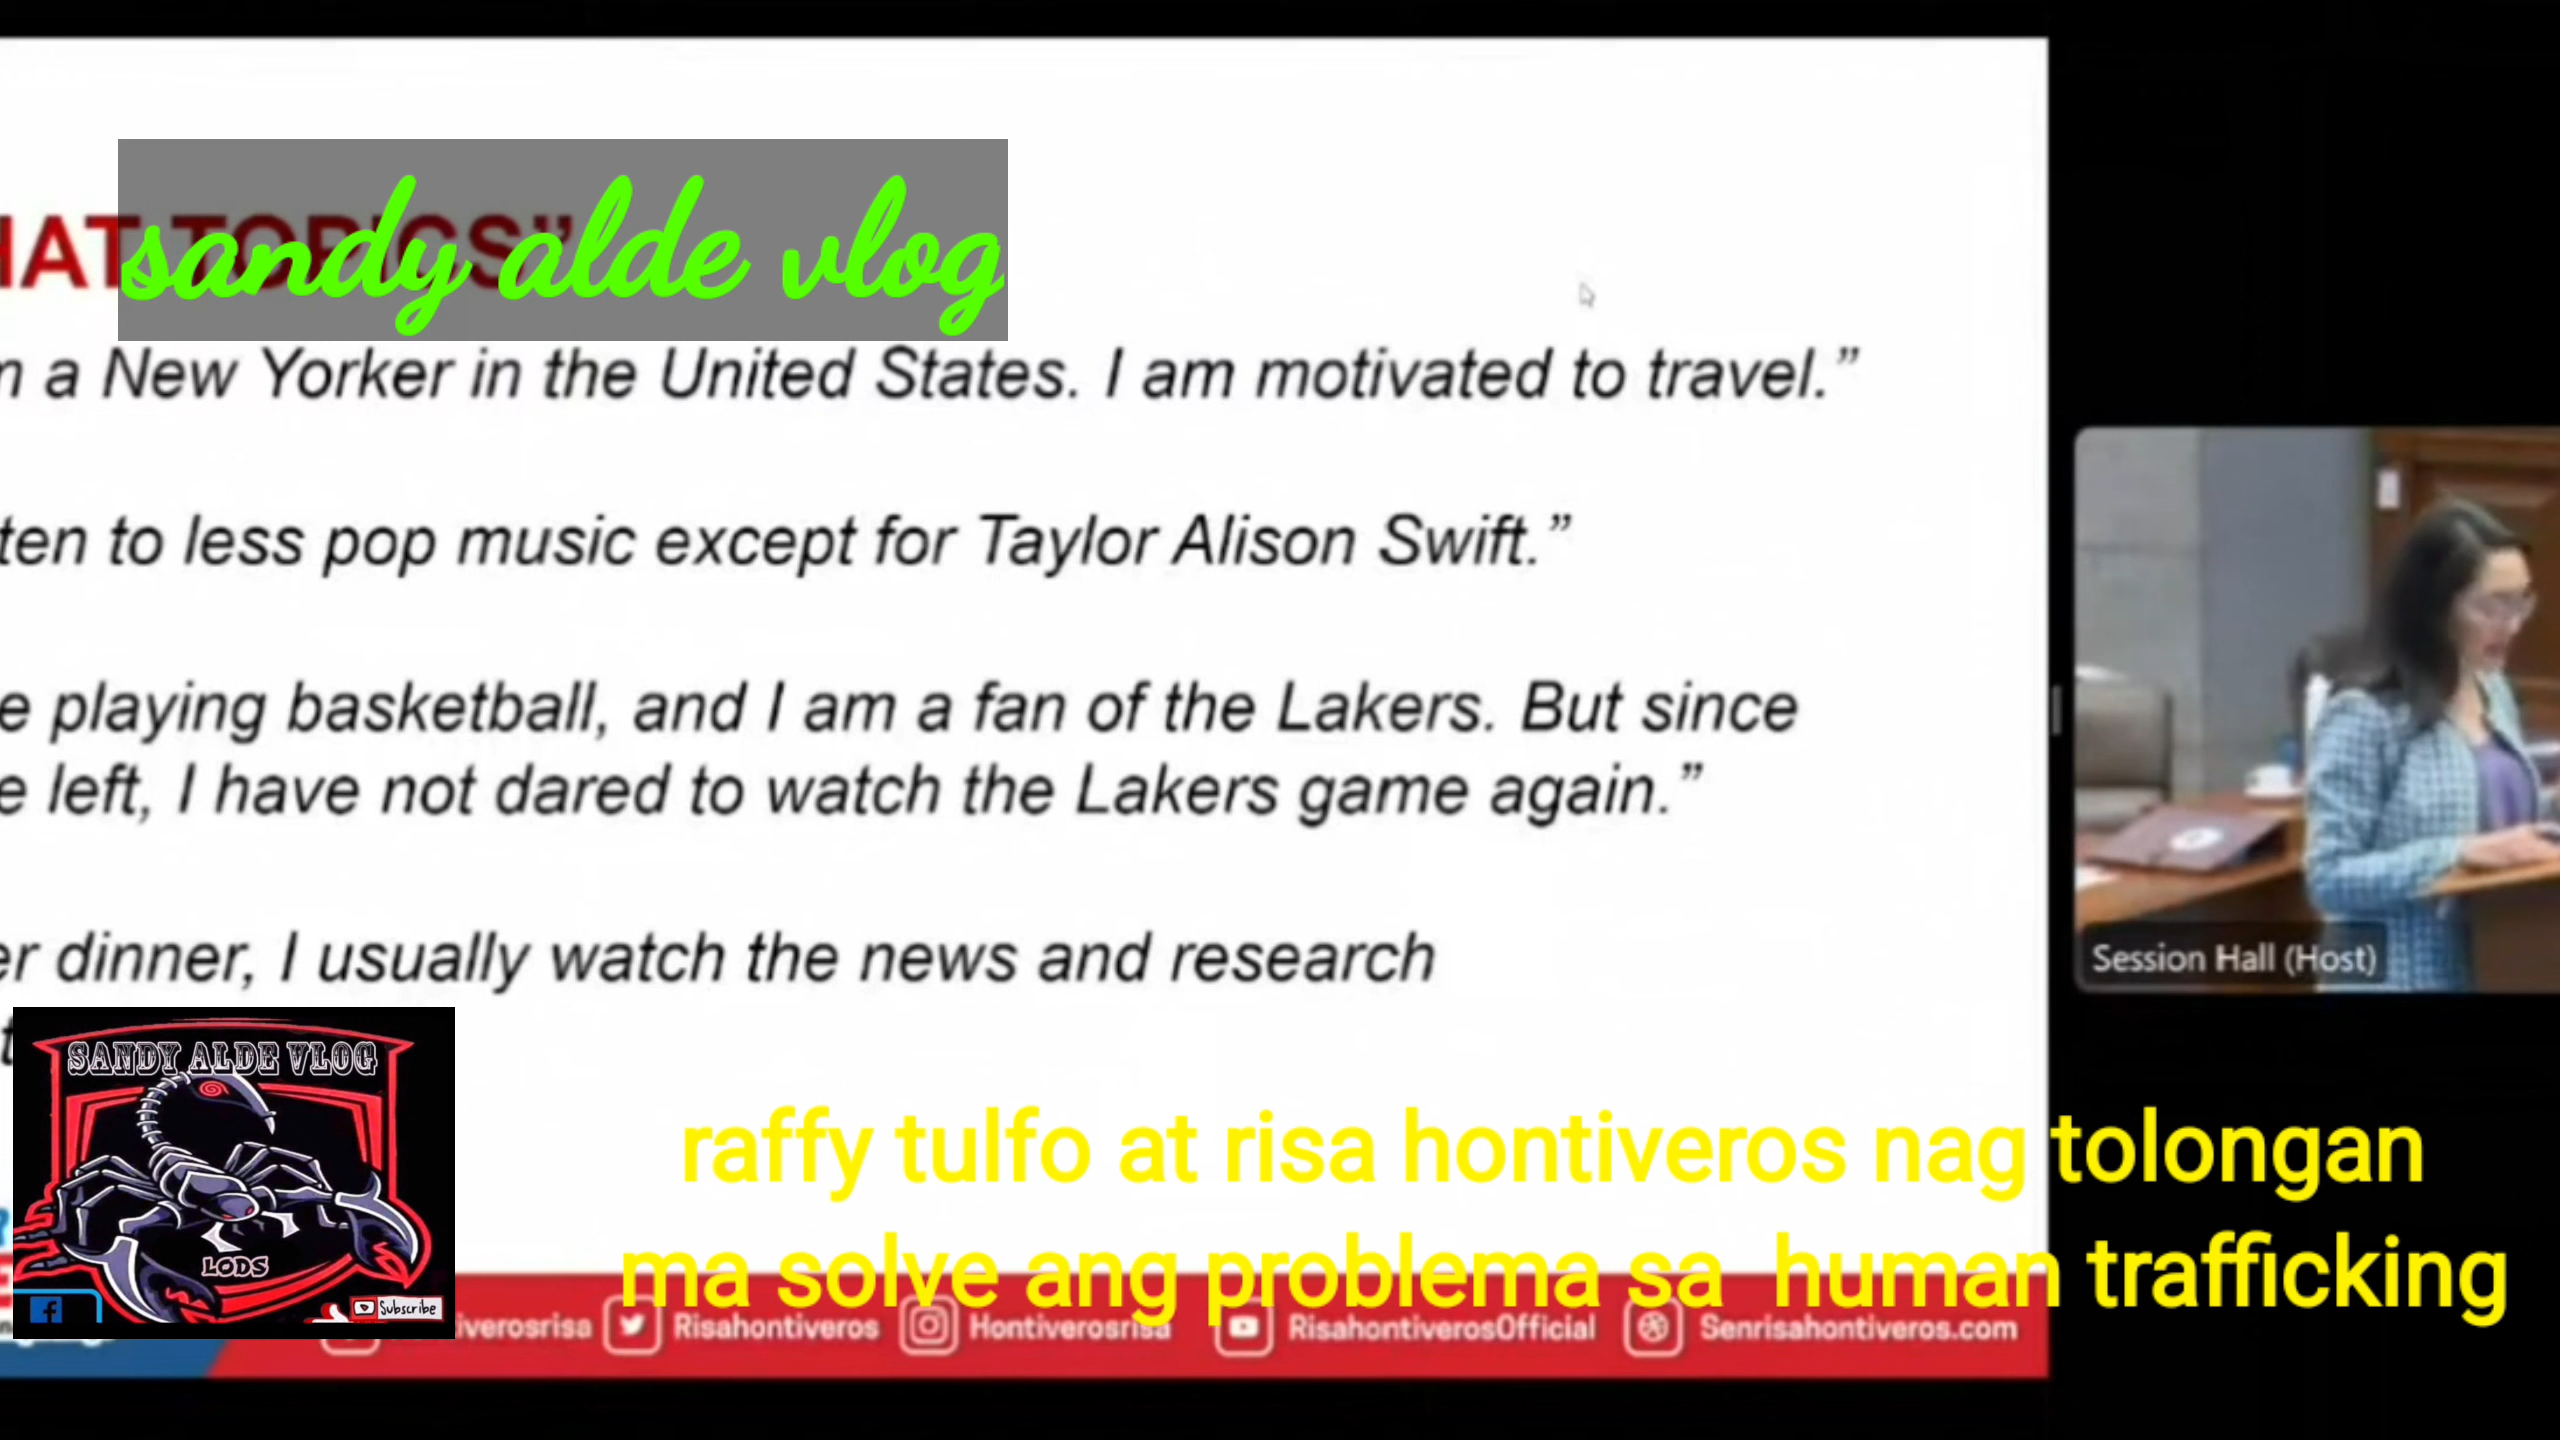 HAT TOPICS”
sandy alde vlog
m a New Yorker in the United States. I am motivated to travel.”
ten to less pop music except for Taylor Alison Swift.”
e playing basketball, and I am a fan of the Lakers. But since
e left, I have not dared to watch the Lakers game again.”
er dinner, I usually watch the news and research
Session Hall (Host)
SANDY ALDE VLOG
LODS
Subscribe
raffy tulfo at risa hontiveros nag tolongan
ma solve ang problema sa human trafficking
iverosrisa Risahontiveros Hontiverosrisa RisahontiverosOfficial Senrisahontiveros.com